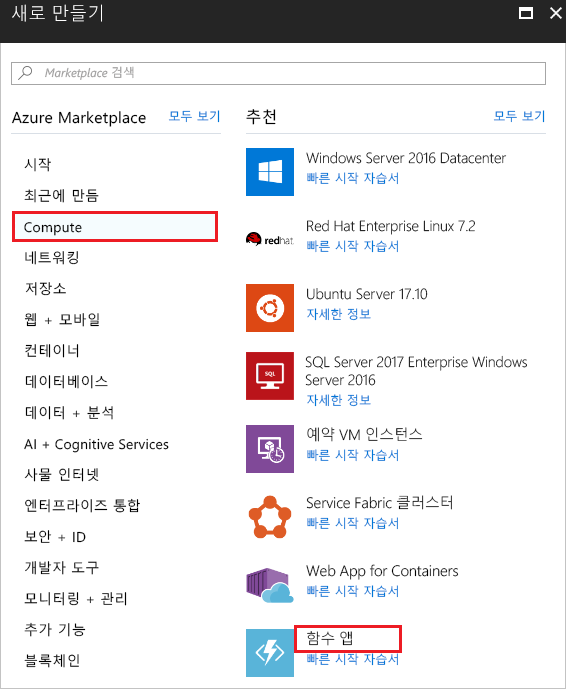 새로 만들기
Marketplace 검색
Azure Marketplace 모두 보기
시작
최근에 만듬
Compute
네트워킹
저장소
웹 + 모바일
컨테이너
데이터베이스
데이터 + 분석
AI + Cognitive Services
사물 인터넷
엔터프라이즈 통합
보안 + ID
개발자 도구
모니터링 + 관리
추가 기능
블록체인
추천 모두 보기
Windows Server 2016 Datacenter
빠른 시작 자습서
redhat
Red Hat Enterprise Linux 7.2
빠른 시작 자습서
Ubuntu Server 17.10
자세한 정보
SQL
SQL Server 2017 Enterprise Windows
Server 2016
자세한 정보
예약 VM 인스턴스
빠른 시작 자습서
Service Fabric 클러스터
빠른 시작 자습서
Web App for Containers
빠른 시작 자습서
함수 앱
빠른 시작 자습서